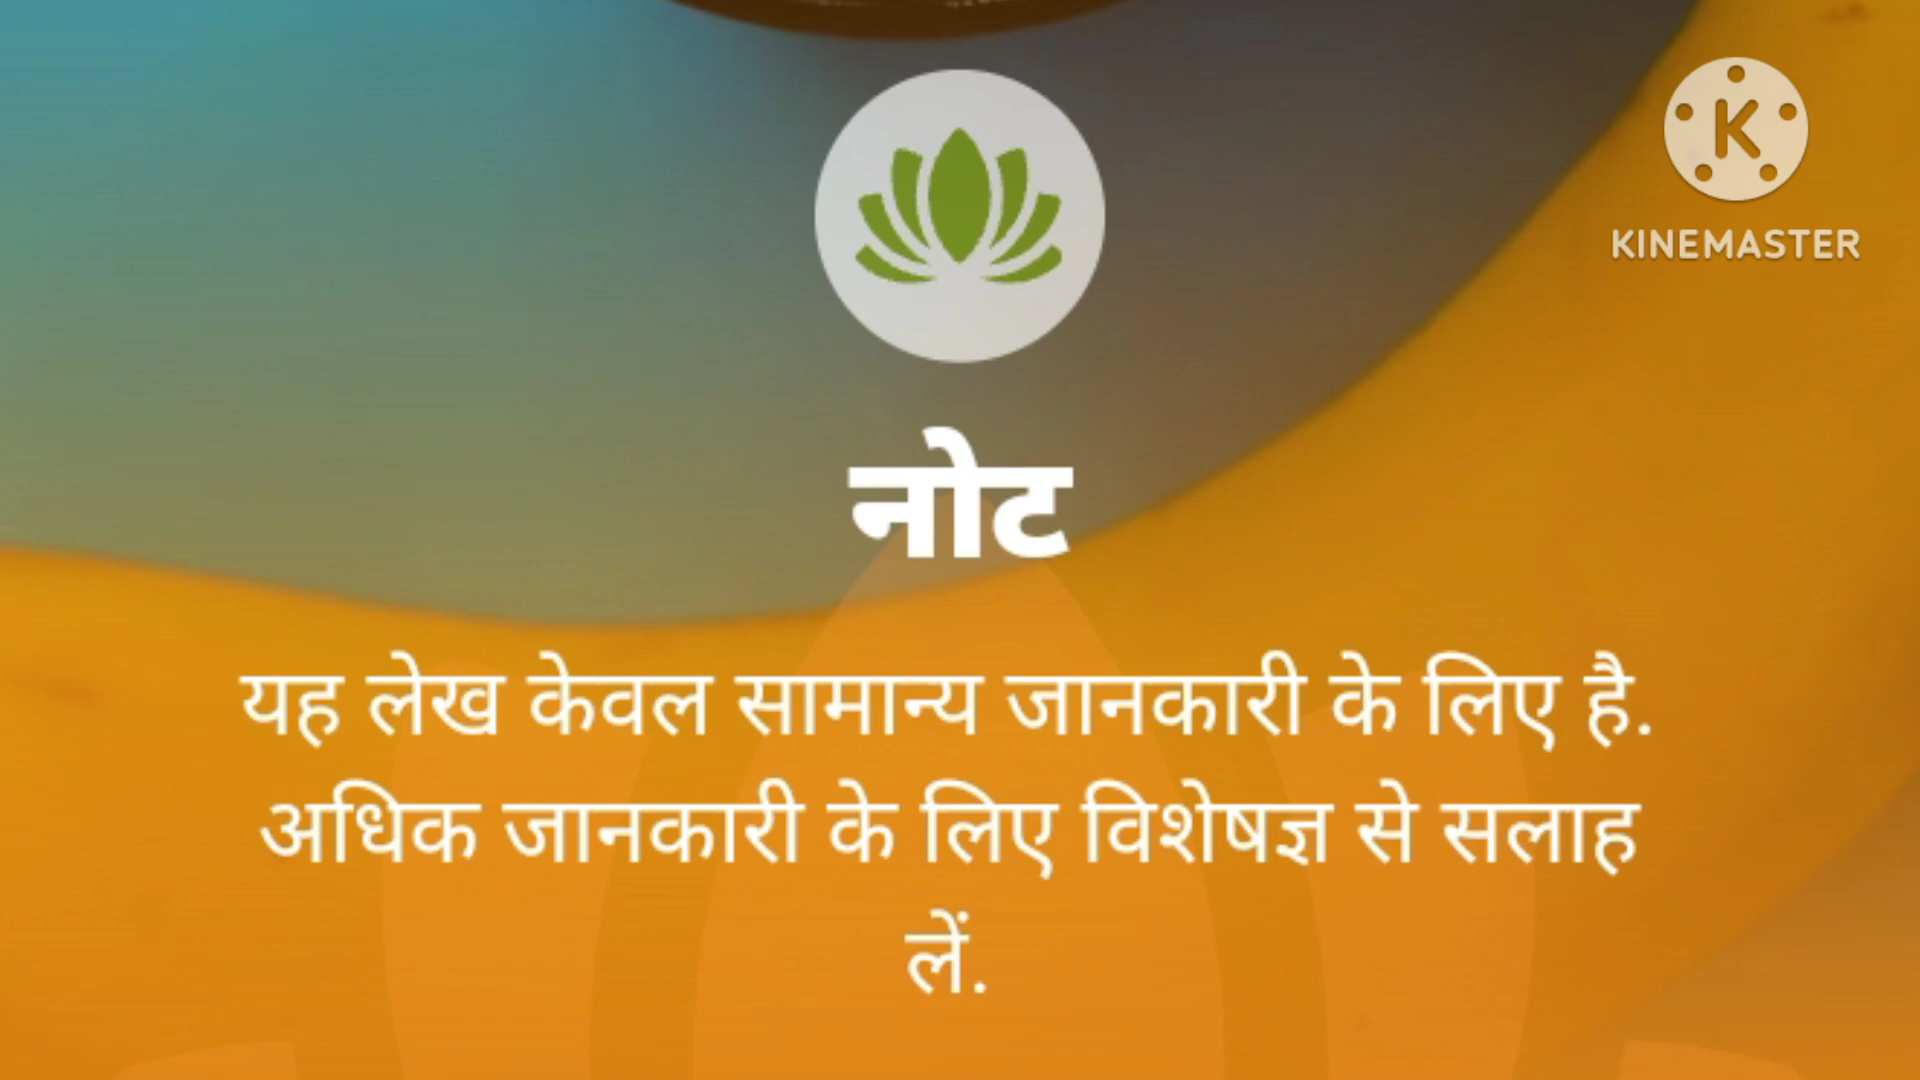 K
KINEMASTER
नोट
यह लेख केवल सामान्य जानकारी के लिए है.
अधिक जानकारी के लिए विशेषज्ञ से सलाह
लें.